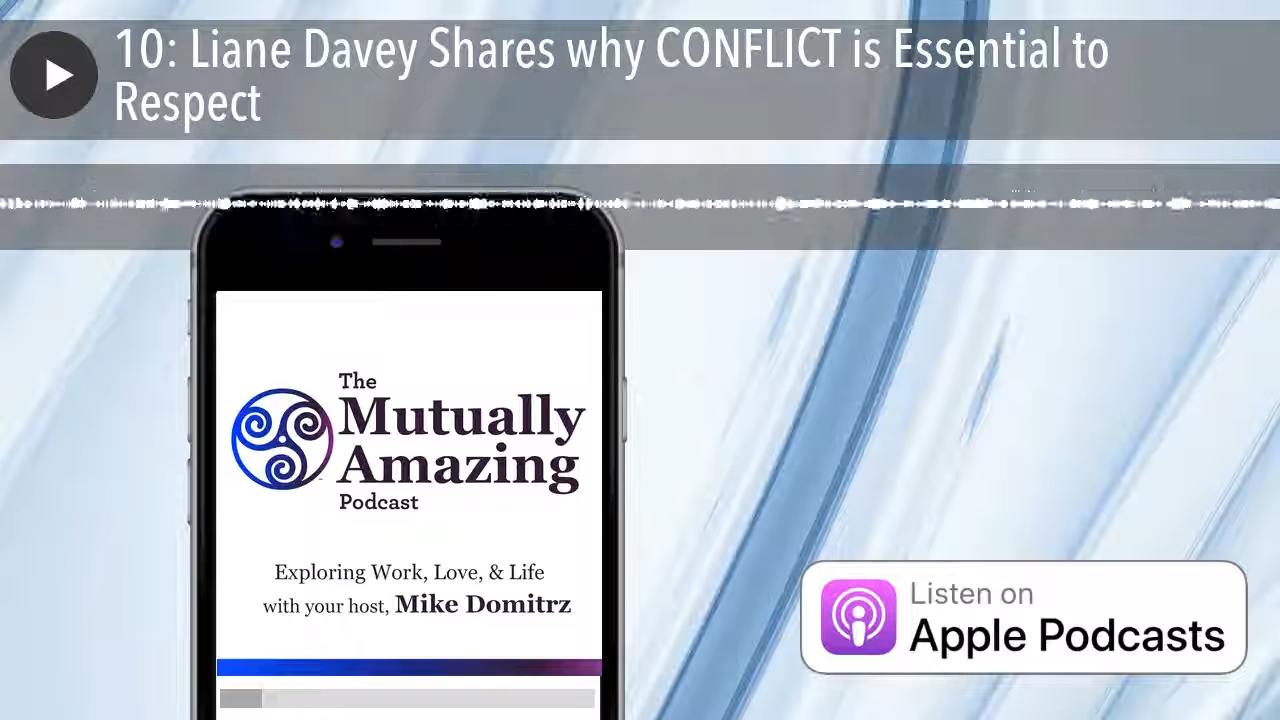 10: Liane Davey Shares why CONFLICT is Essential to
Respect
The
Mutually
Amazing
Podcast
Exploring Work, Love, & Life
with your host, Mike Domitrz
Listen on
Apple Podcasts